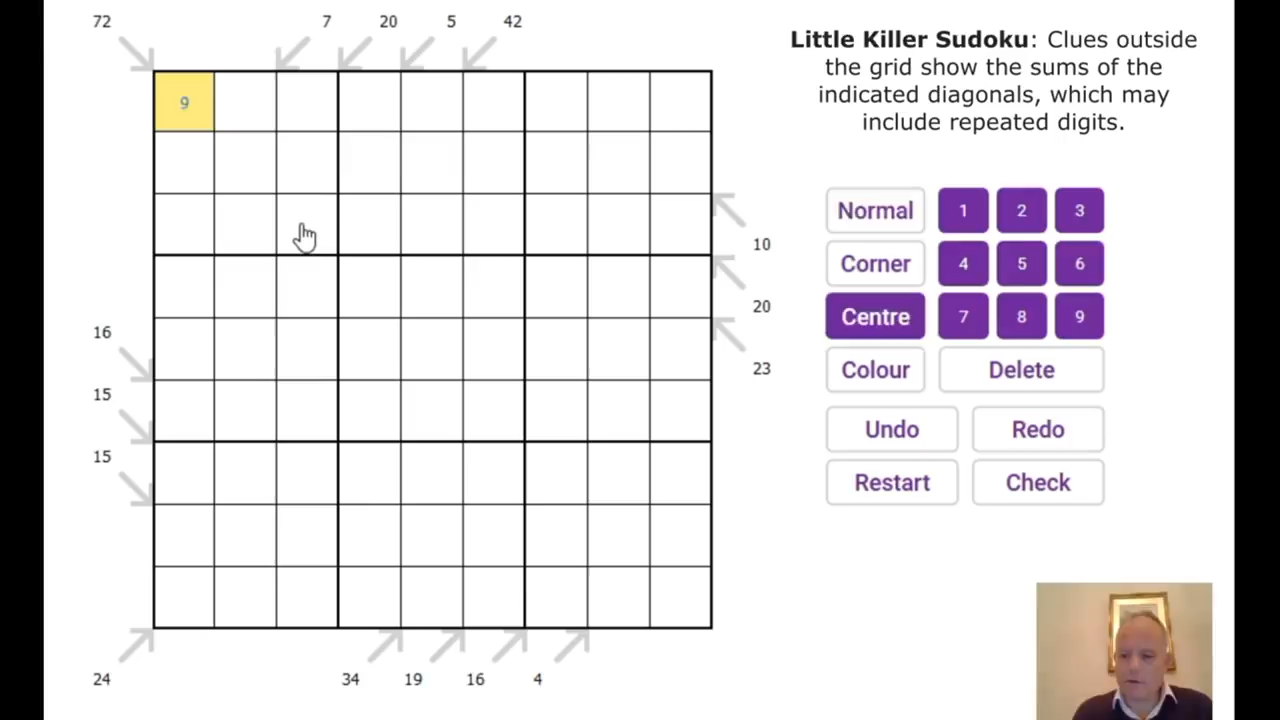 72 7 20 5 42
9
10
20
23
16
15
15
24 34 19 16 4
Little Killer Sudoku: Clues outside
the grid show the sums of the
indicated diagonals, which may
include repeated digits.
Normal 1 2 3
Corner 4 5 6
Centre 7 8 9
Colour Delete
Undo Redo
Restart Check